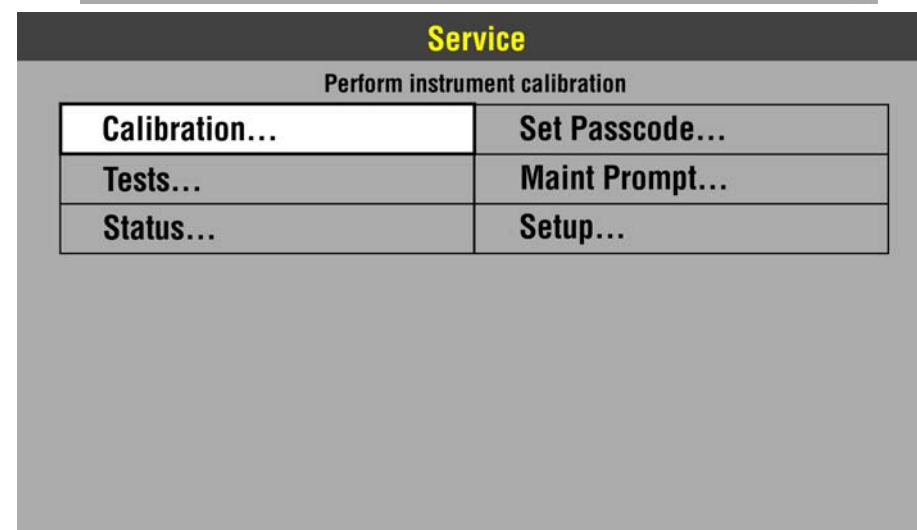 Service
Perform instrument calibration
Calibration...
Set Passcode...
Tests...
Maint Prompt...
Status...
Setup...